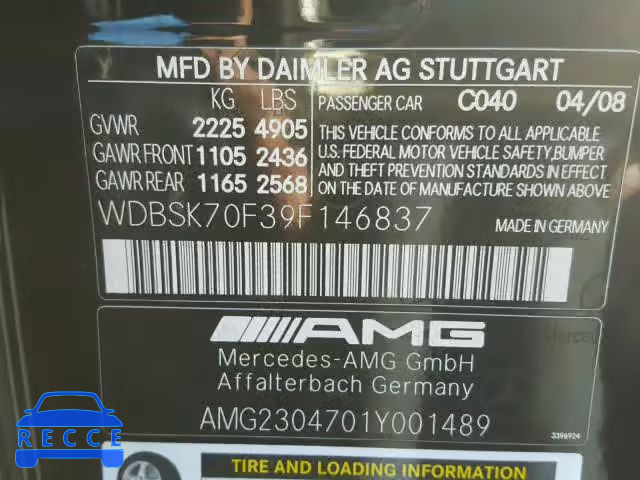 MFD BY DAIMLER AG STUTTGART
KG LBS PASSENGER CAR C040 04/08
GVWR 2225 4905
GAWR FRONT 1105 2436
GAWR REAR 1165 2568
THIS VEHICLE CONFORMS TO ALL APPLICABLE
U.S. FEDERAL MOTOR VEHICLE SAFETY,BUMPER
AND THEFT PREVENTION STANDARDS IN EFFECT
ON THE DATE OF MANUFACTURE SHOWN ABOVE.
WDBSK70F39F146837 MADE IN GERMANY
AMG
Mercedes-AMG GmbH
Affalterbach Germany
AMG2304701Y001489 3396924
TIRE AND LOADING INFORMATION
RECCE